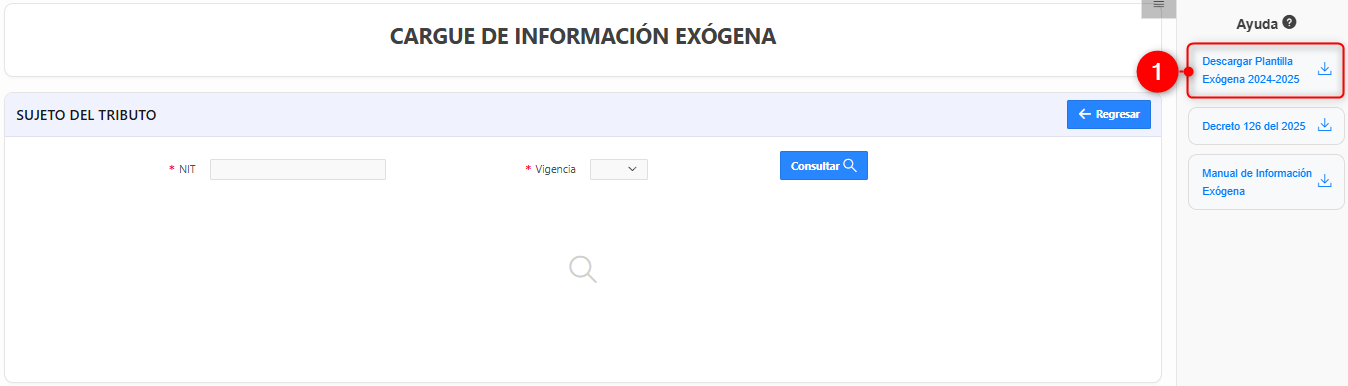 CARGUE DE INFORMACIÓN EXÓGENA
SUJETO DEL TRIBUTO
Regresar
* NIT
* Vigencia
Consultar
Ayuda ?
1
Descargar Plantilla
Exógena 2024-2025
Decreto 126 del 2025
Manual de Información
Exógena